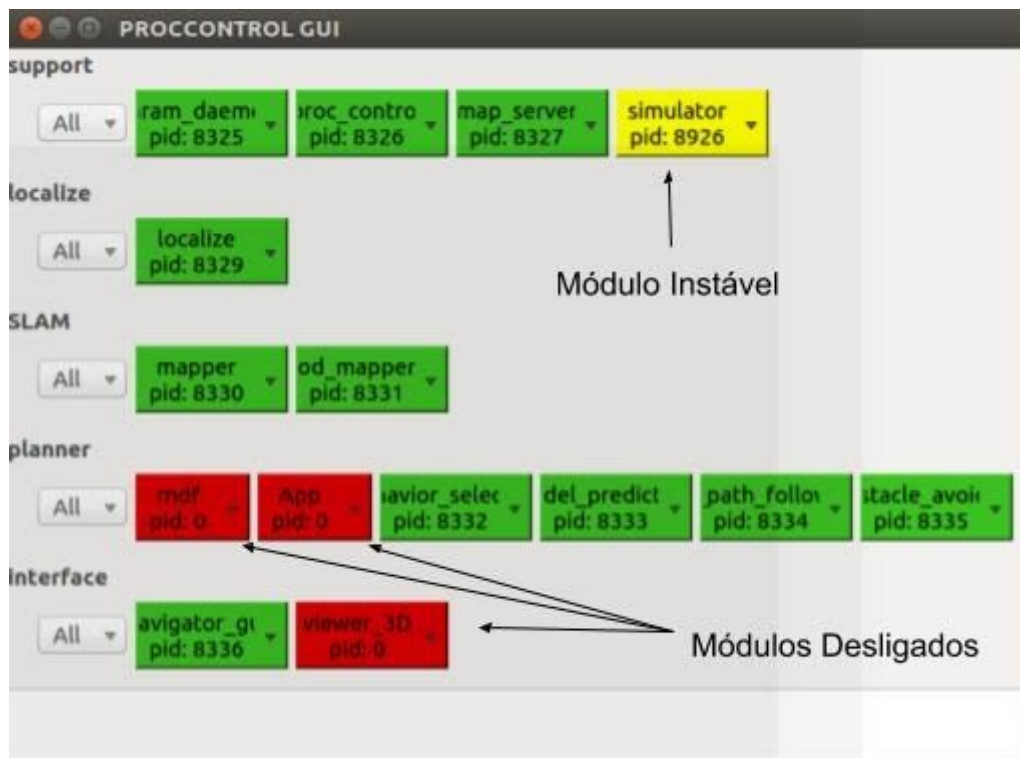 PROCCONTROL GUI
support
All
ram_daem
pid: 8325
roc_contro
pid: 8326
map_server
pid: 8327
simulator
pid: 8926
localize
All
localize
pid: 8329
Módulo Instável
SLAM
All
mapper
pid: 8330
od_mapper
pid: 8331
planner
All
rndf
pid: 0
App
pid: 0
avior_selec
pid: 8332
del_predict
pid: 8333
_path_follow
pid: 8334
stacle_avoi
pid: 8335
Interface
All
avigator_gu
pid: 8336
viewer_3D
pid: 0
Módulos Desligados